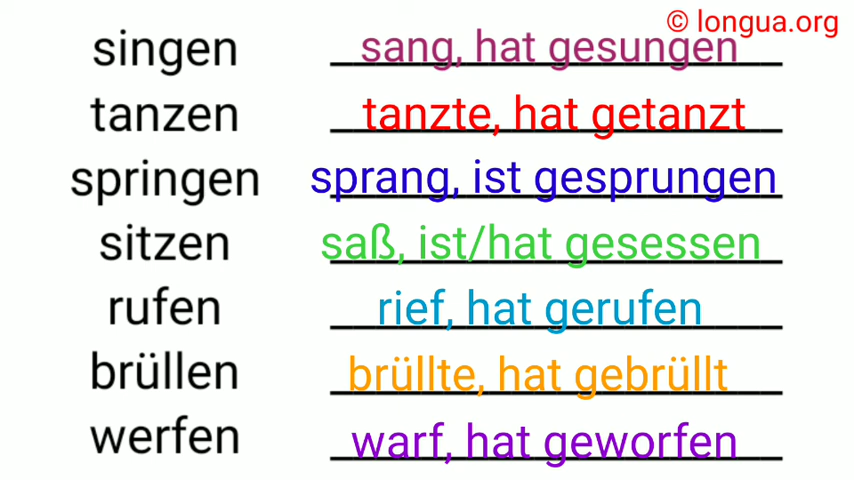 © longua.org
singen sang, hat gesungen
tanzen tanzte, hat getanzt
springen sprang, ist gesprungen
sitzen saß, ist/hat gesessen
rufen rief, hat gerufen
brüllen brüllte, hat gebrüllt
werfen warf, hat geworfen